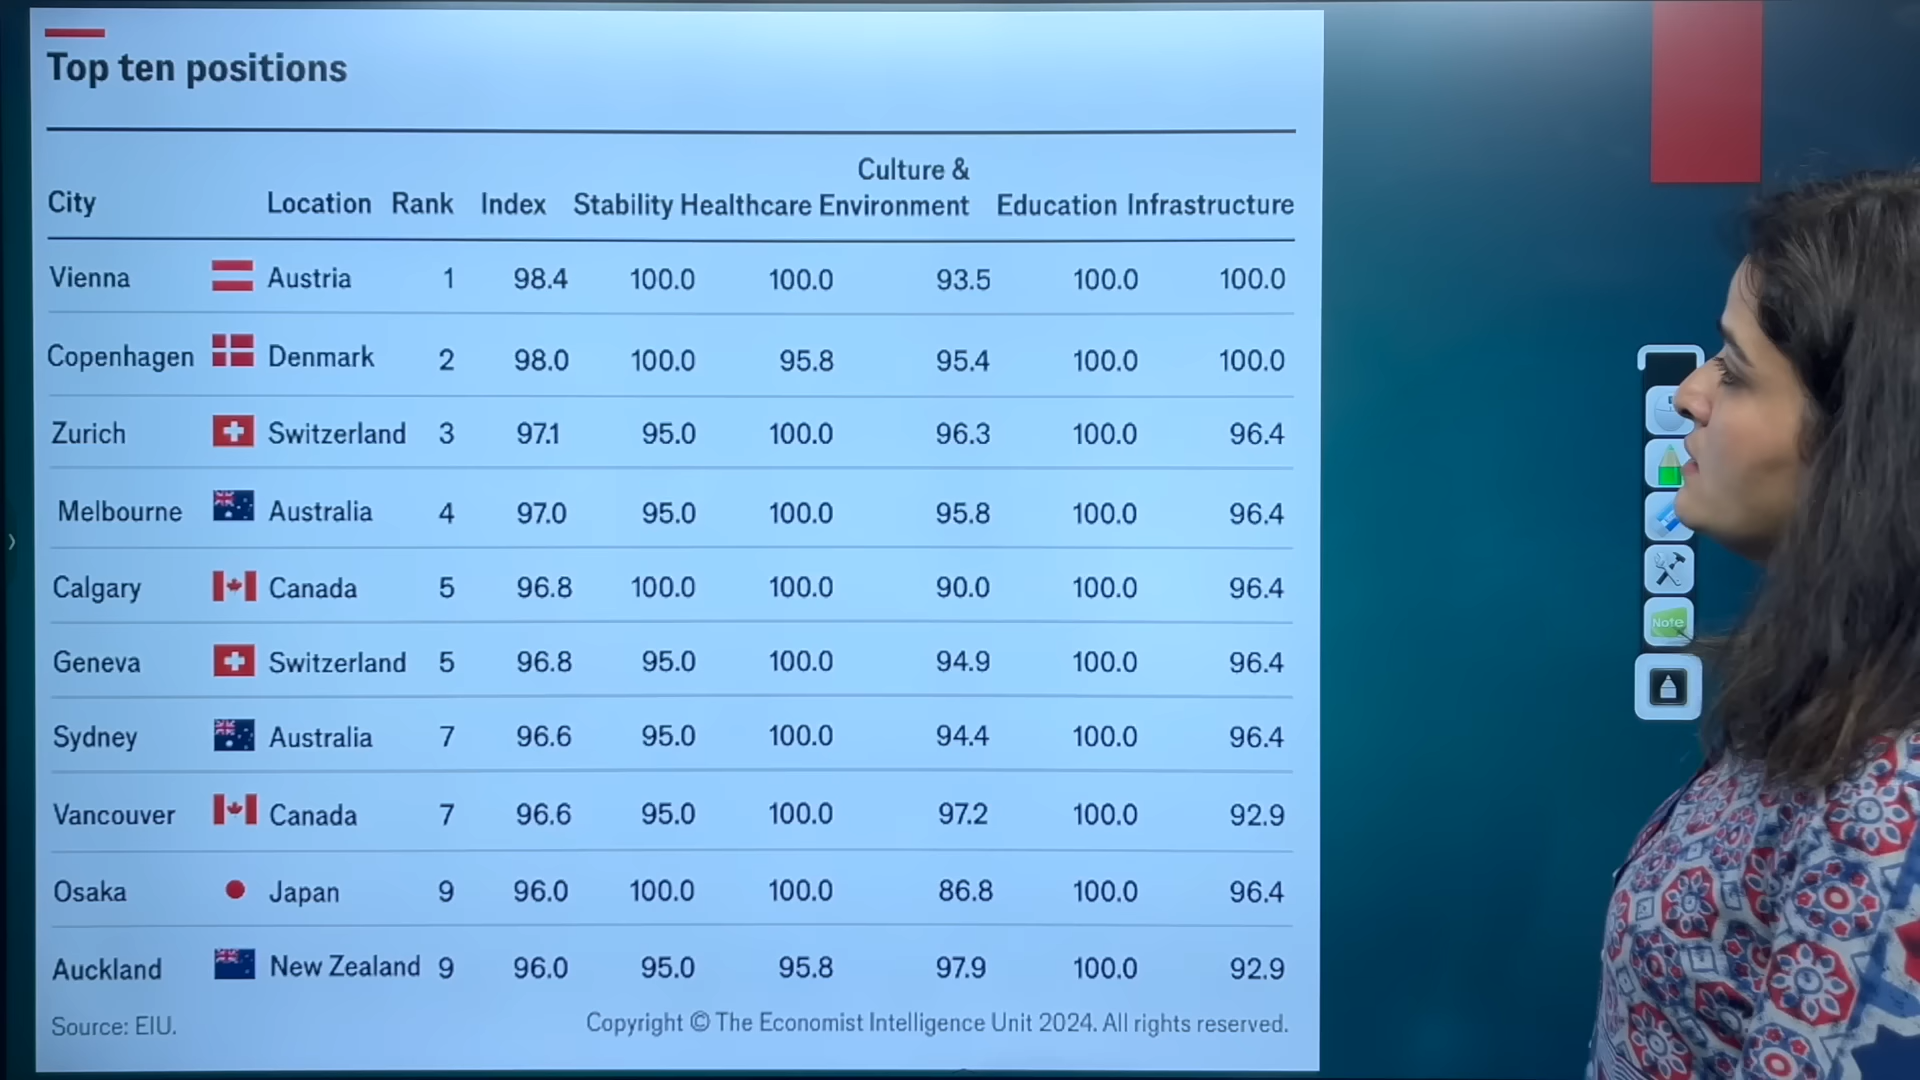 Top ten positions
City Location Rank Index Stability Healthcare Culture & Environment Education Infrastructure
Vienna Austria 1 98.4 100.0 100.0 93.5 100.0 100.0
Copenhagen Denmark 2 98.0 100.0 95.8 95.4 100.0 100.0
Zurich Switzerland 3 97.1 95.0 100.0 96.3 100.0 96.4
Melbourne Australia 4 97.0 95.0 100.0 95.8 100.0 96.4
Calgary Canada 5 96.8 100.0 100.0 90.0 100.0 96.4
Geneva Switzerland 5 96.8 95.0 100.0 94.9 100.0 96.4
Sydney Australia 7 96.6 95.0 100.0 94.4 100.0 96.4
Vancouver Canada 7 96.6 95.0 100.0 97.2 100.0 92.9
Osaka Japan 9 96.0 100.0 100.0 86.8 100.0 96.4
Auckland New Zealand 9 96.0 95.0 95.8 97.9 100.0 92.9
Source: EIU.
Copyright © The Economist Intelligence Unit 2024. All rights reserved.
Note